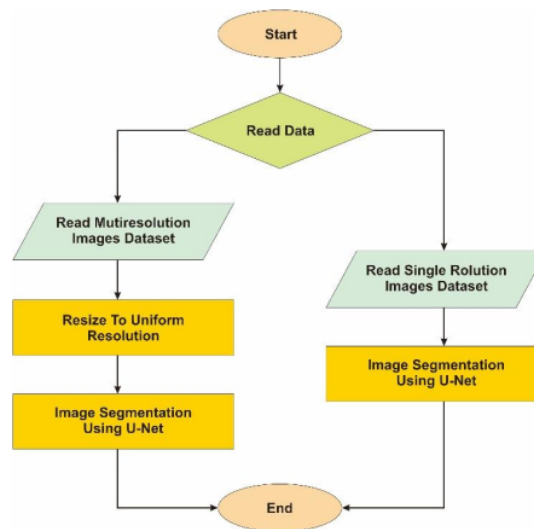 Start
Read Data
Read Mutiresolution
Images Dataset
Resize To Uniform
Resolution
Image Segmentation
Using U-Net
Read Single Rolution
Images Dataset
Image Segmentation
Using U-Net
End